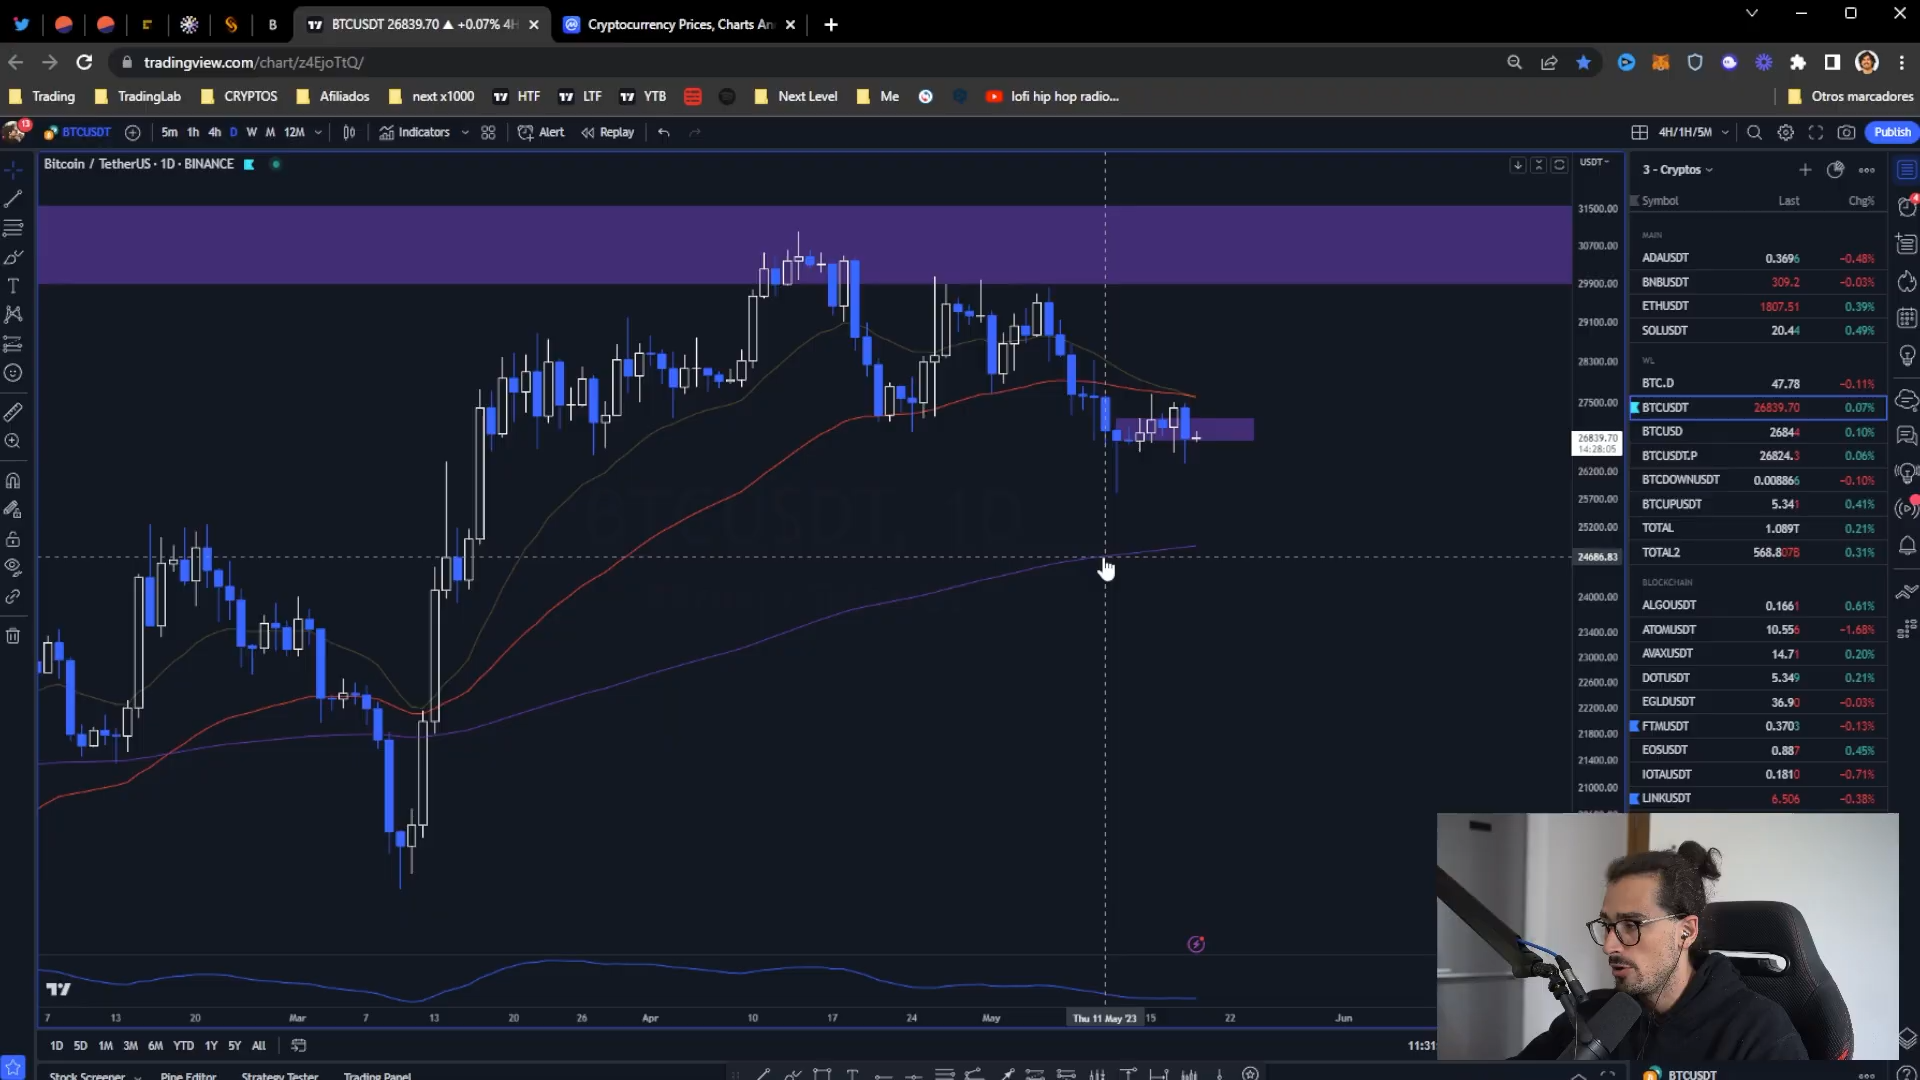 BTCUSDT 26839.70 ▲ +0.07% 4H
Cryptocurrency Prices, Charts An
tradingview.com/chart/z4EjoTtQ/
Trading
TradingLab
CRYPTOS
Afiliados
next x1000
HTF
LTF
YTB
Next Level
Me
lofi hip hop radio...
Otros marcadores
13
BTCUSDT
5m 1h 4h D W M 12M
Indicators
Alert
Replay
4H/1H/5M
Publish
Bitcoin / TetherUS · 1D · BINANCE
USDT
31500.00
30700.00
29900.00
29100.00
28300.00
27500.00
26839.70
14:28:05
26200.00
25700.00
25200.00
24686.83
24000.00
23400.00
23000.00
22600.00
22200.00
21800.00
21400.00
21000.00
BTCUSDT, 1D
3 - Cryptos
Symbol Last Chg%
MAIN
ADAUSDT 0.3696 −0.48%
BNBUSDT 309.2 −0.03%
ETHUSDT 1807.51 0.39%
SOLUSDT 20.44 0.49%
WL
BTC.D 47.78 −0.11%
BTCUSDT 26839.70 0.07%
BTCUSD 26844 0.10%
BTCUSDT.P 26824.3 0.06%
BTCDOWNUSDT 0.008866 −0.10%
BTCUPUSDT 5.341 0.41%
TOTAL 1.089T 0.21%
TOTAL2 568.807B 0.31%
BLOCKCHAIN
ALGOUSDT 0.1661 0.61%
ATOMUSDT 10.556 −1.68%
AVAXUSDT 14.71 0.20%
DOTUSDT 5.349 0.21%
EGLDUSDT 36.90 −0.03%
FTMUSDT 0.3703 −0.13%
EOSUSDT 0.887 0.45%
IOTAUSDT 0.1810 −0.71%
LINKUSDT 6.506 −0.38%
7 13 20 Mar 7 13 20 Apr 10 17 24 May Thu 11 May '23 15 22 Jun
1D 5D 1M 3M 6M YTD 1Y 5Y All
11:31
Stock Screener
Pine Editor
Strategy Tester
Trading Panel
BTCUSDT